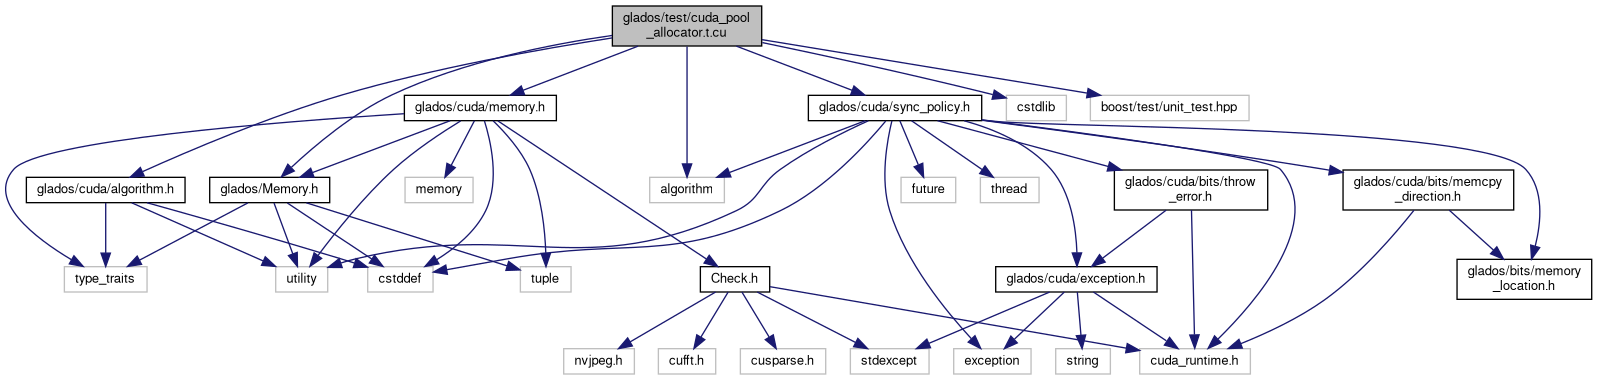 glados/test/cuda_pool
_allocator.t.cu
glados/cuda/memory.h
glados/cuda/sync_policy.h
cstdlib
boost/test/unit_test.hpp
glados/cuda/algorithm.h
glados/Memory.h
memory
algorithm
future
thread
glados/cuda/bits/throw
_error.h
glados/cuda/bits/memcpy
_direction.h
type_traits
utility
cstddef
tuple
Check.h
glados/cuda/exception.h
glados/bits/memory
_location.h
nvjpeg.h
cufft.h
cusparse.h
stdexcept
exception
string
cuda_runtime.h